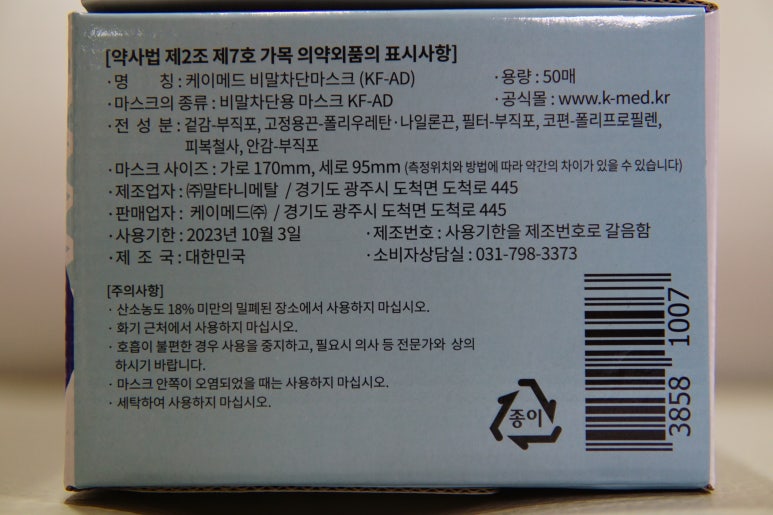 [약사법 제2조 제7호 가목 의약외품의 표시사항]
·명 칭 : 케이메드 비말차단마스크 (KF-AD) ·용량 : 50매
·마스크의 종류 : 비말차단용 마스크 KF-AD ·공식몰 : www.k-med.kr
·전 성 분 : 겉감-부직포, 고정용끈-폴리우레탄·나일론끈, 필터-부직포, 코편-폴리프로필렌,
피복철사, 안감-부직포
·마스크 사이즈 : 가로 170mm, 세로 95mm (측정위치와 방법에 따라 약간의 차이가 있을 수 있습니다)
·제조업자 : ㈜말타니메탈 / 경기도 광주시 도척면 도척로 445
·판매업자 : 케이메드㈜ / 경기도 광주시 도척면 도척로 445
·사용기한 : 2023년 10월 3일 ·제조번호 : 사용기한을 제조번호로 갈음함
·제 조 국 : 대한민국 ·소비자상담실 : 031-798-3373
[주의사항]
· 산소농도 18% 미만의 밀폐된 장소에서 사용하지 마십시오.
· 화기 근처에서 사용하지 마십시오.
· 호흡이 불편한 경우 사용을 중지하고, 필요시 의사 등 전문가와 상의
하시기 바랍니다.
· 마스크 안쪽이 오염되었을 때는 사용하지 마십시오.
· 세탁하여 사용하지 마십시오.
종이
3858 1007